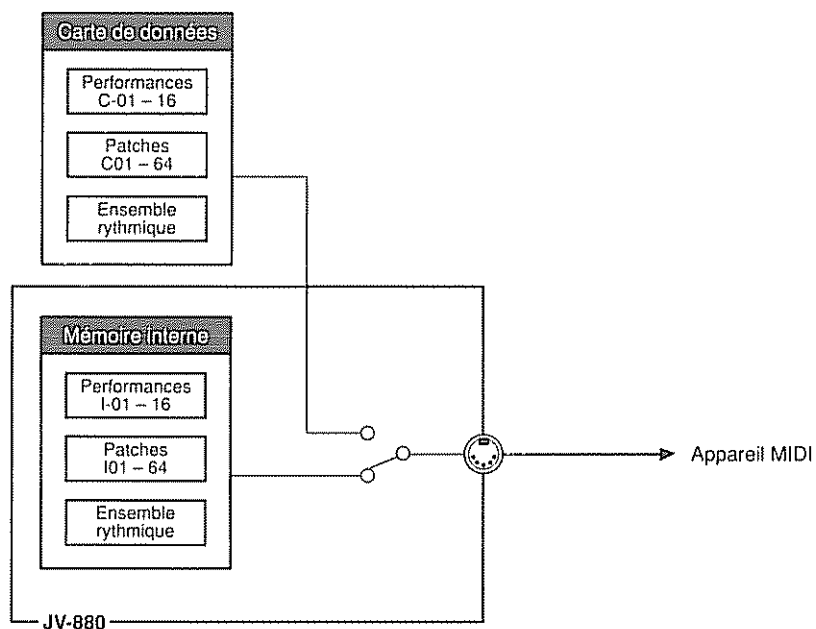 Carte de données
Performances
C-01 – 16
Patches
C01 – 64
Ensemble
rythmique
Mémoire interne
Performances
I-01 – 16
Patches
I01 – 64
Ensemble
rythmique
Appareil MIDI
JV-880